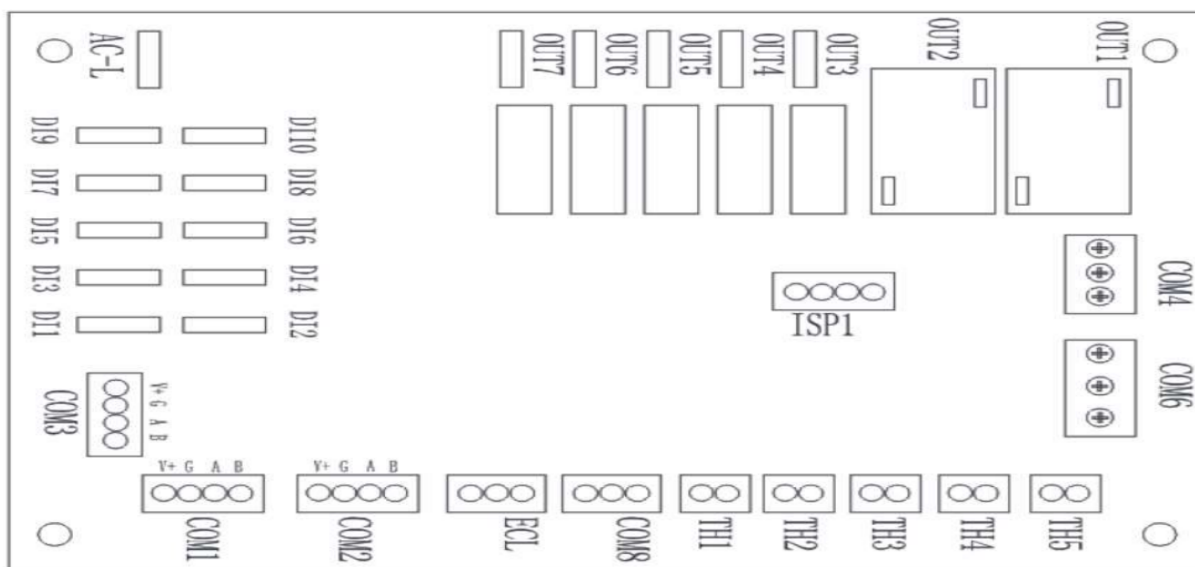 AC-L
OUT7
OUT6
OUT5
OUT4
OUT3
OUT2
OUT1
DI9
DI10
DI7
DI8
DI5
DI6
DI3
DI4
DI1
DI2
ISP1
COM4
COM6
COM3
V+ G A B
V+ G A B
V+ G A B
COM1
COM2
ECL
COM8
TH1
TH2
TH3
TH4
TH5